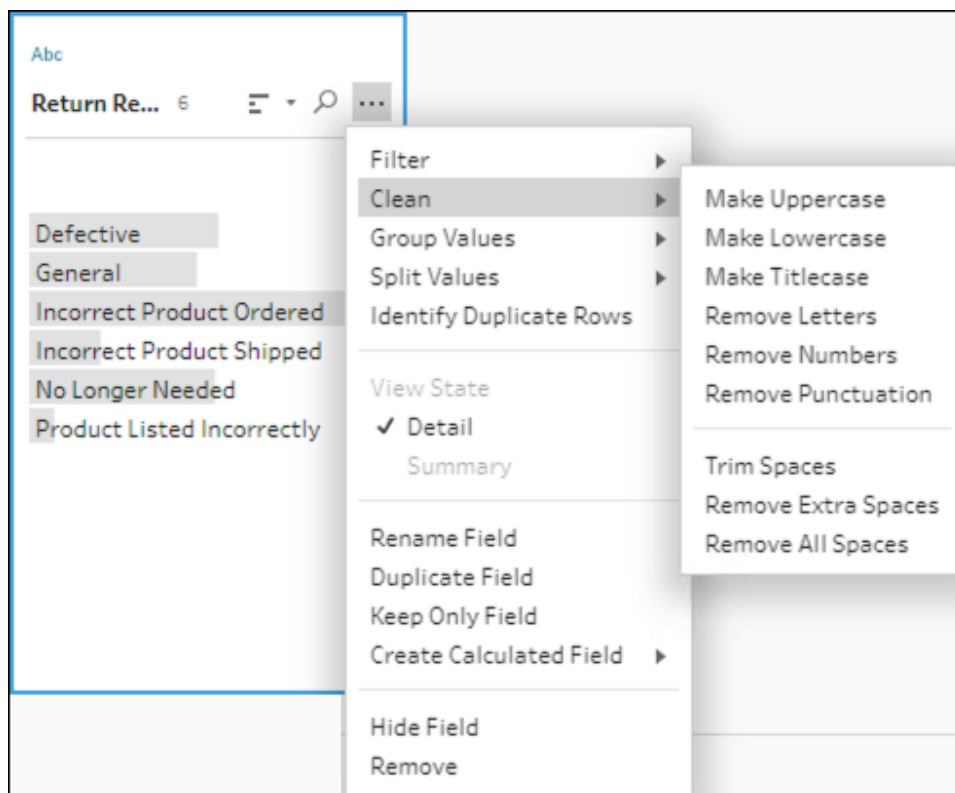 Abc
Return Re... 6
Defective
General
Incorrect Product Ordered
Incorrect Product Shipped
No Longer Needed
Product Listed Incorrectly
Filter
Clean
Group Values
Split Values
Identify Duplicate Rows
View State
✓ Detail
Summary
Rename Field
Duplicate Field
Keep Only Field
Create Calculated Field
Hide Field
Remove
Make Uppercase
Make Lowercase
Make Titlecase
Remove Letters
Remove Numbers
Remove Punctuation
Trim Spaces
Remove Extra Spaces
Remove All Spaces